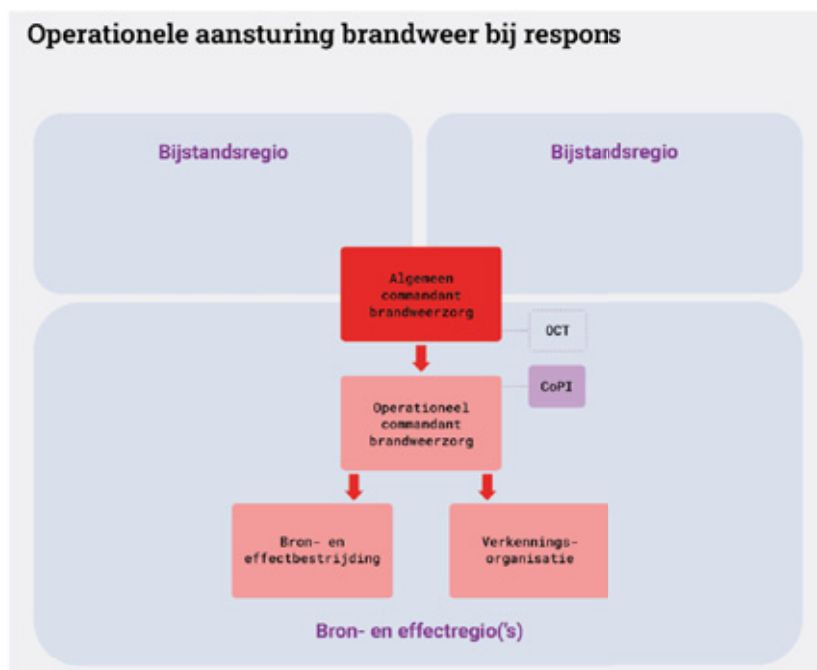 Operationele aansturing brandweer bij respons
Bijstandsregio
Bijstandsregio
Algemeen
commandant
brandweerzorg
OCT
CoPI
Operationeel
commandant
brandweerzorg
Bron- en
effectbestrijding
Verkennings-
organisatie
Bron- en effectregio('s)